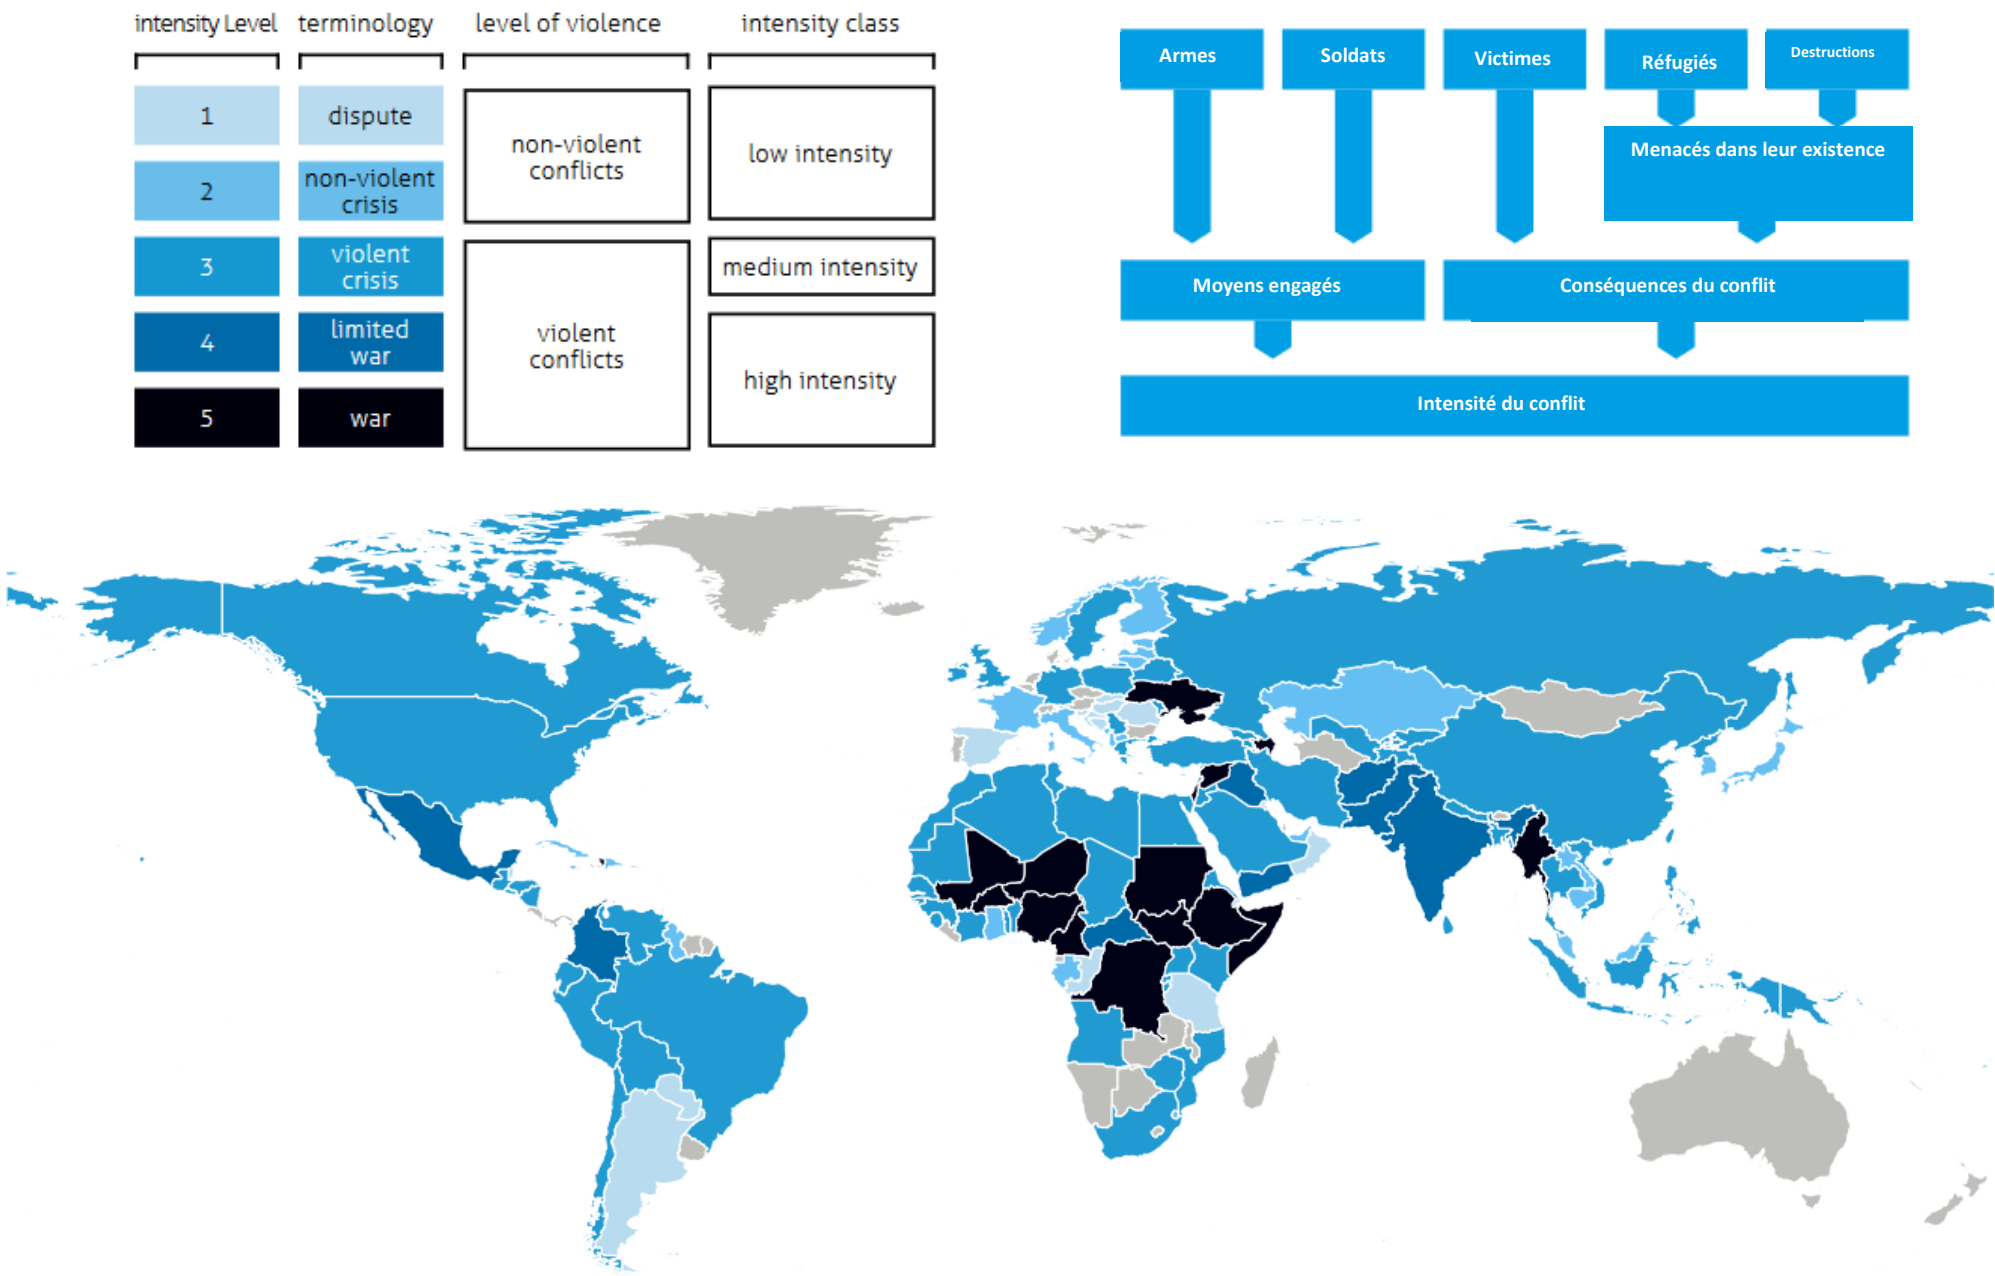 intensity Level
terminology
level of violence
intensity class
1
dispute
non-violent
conflicts
low intensity
2
non-violent
crisis
3
violent
crisis
violent
conflicts
medium intensity
4
limited
war
high intensity
5
war
Armes
Soldats
Victimes
Réfugiés
Destructions
Menacés dans leur existence
Moyens engagés
Conséquences du conflit
Intensité du conflit